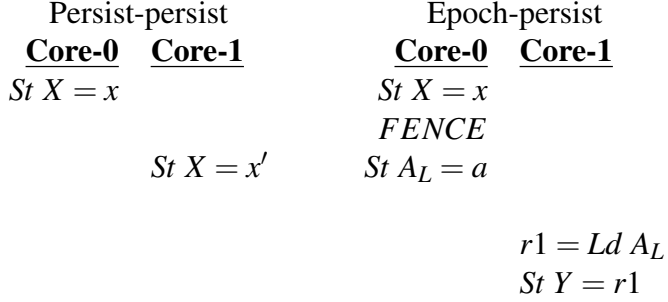 Persist-persist Epoch-persist
Core-0 Core-1 Core-0 Core-1
St X = x St X = x
FENCE
St X = x′ St A_L = a
r1 = Ld A_L
St Y = r1